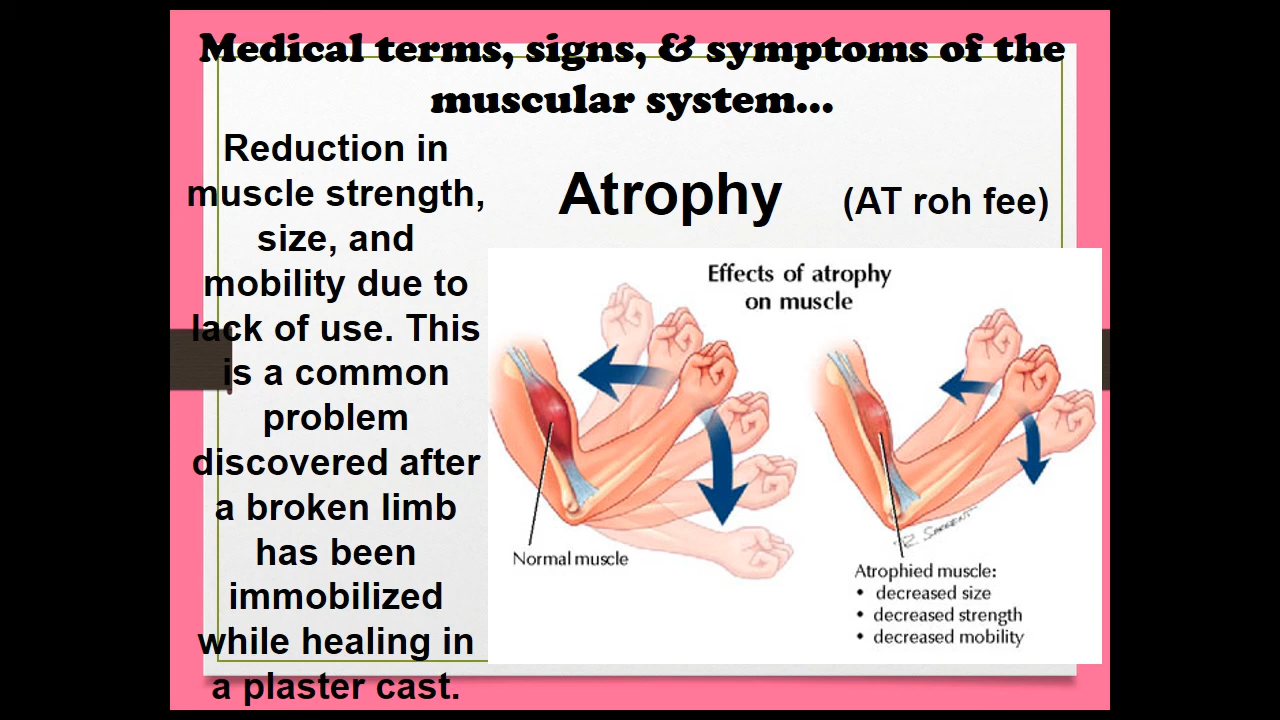 Medical terms, signs, & symptoms of the
muscular system...
Reduction in
muscle strength,
size, and
mobility due to
lack of use. This
is a common
problem
discovered after
a broken limb
has been
immobilized
while healing in
a plaster cast.
Atrophy (AT roh fee)
Effects of atrophy
on muscle
Normal muscle
Atrophied muscle:
• decreased size
• decreased strength
• decreased mobility